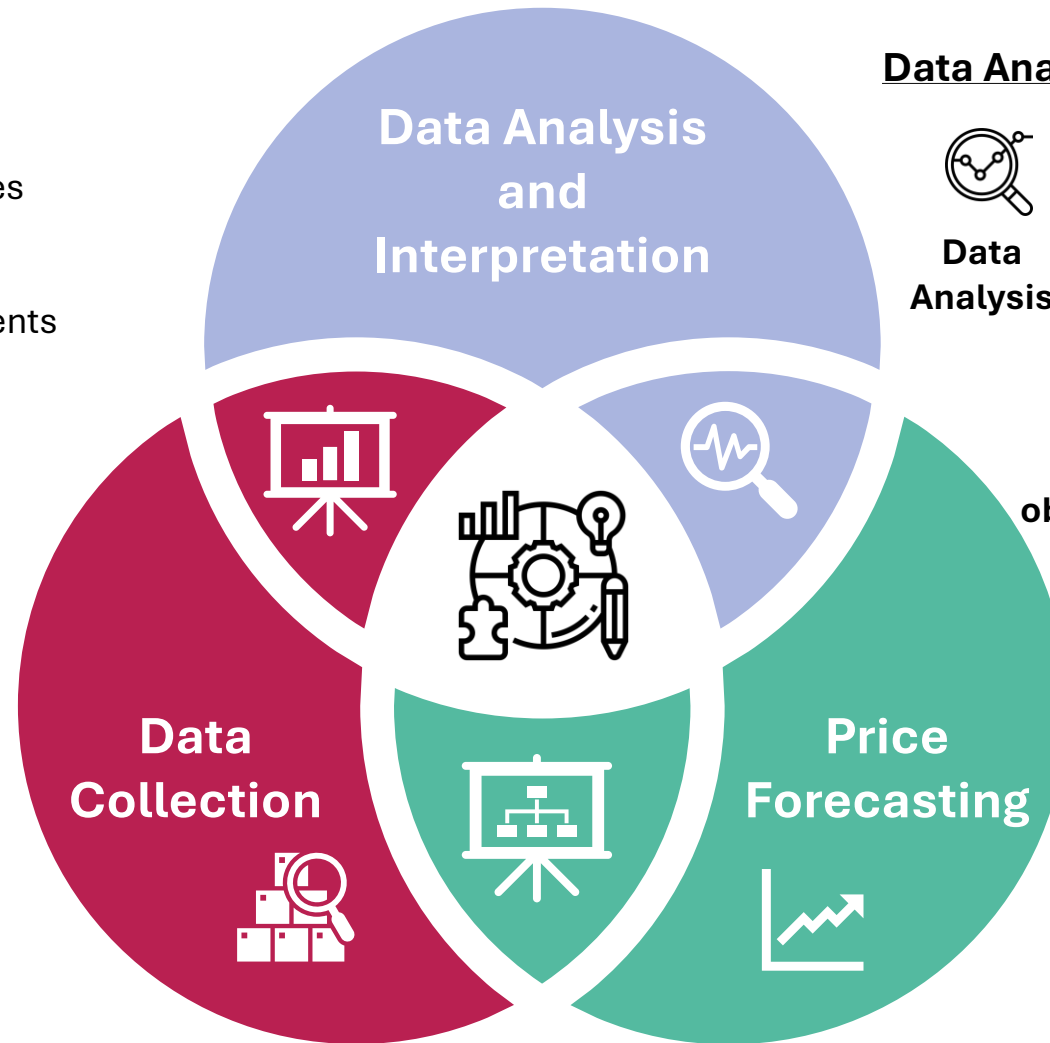 Data Ana
Data Analysis
and
Interpretation
es
Data
Analysis
ents
ob
Data
Collection
Price
Forecasting